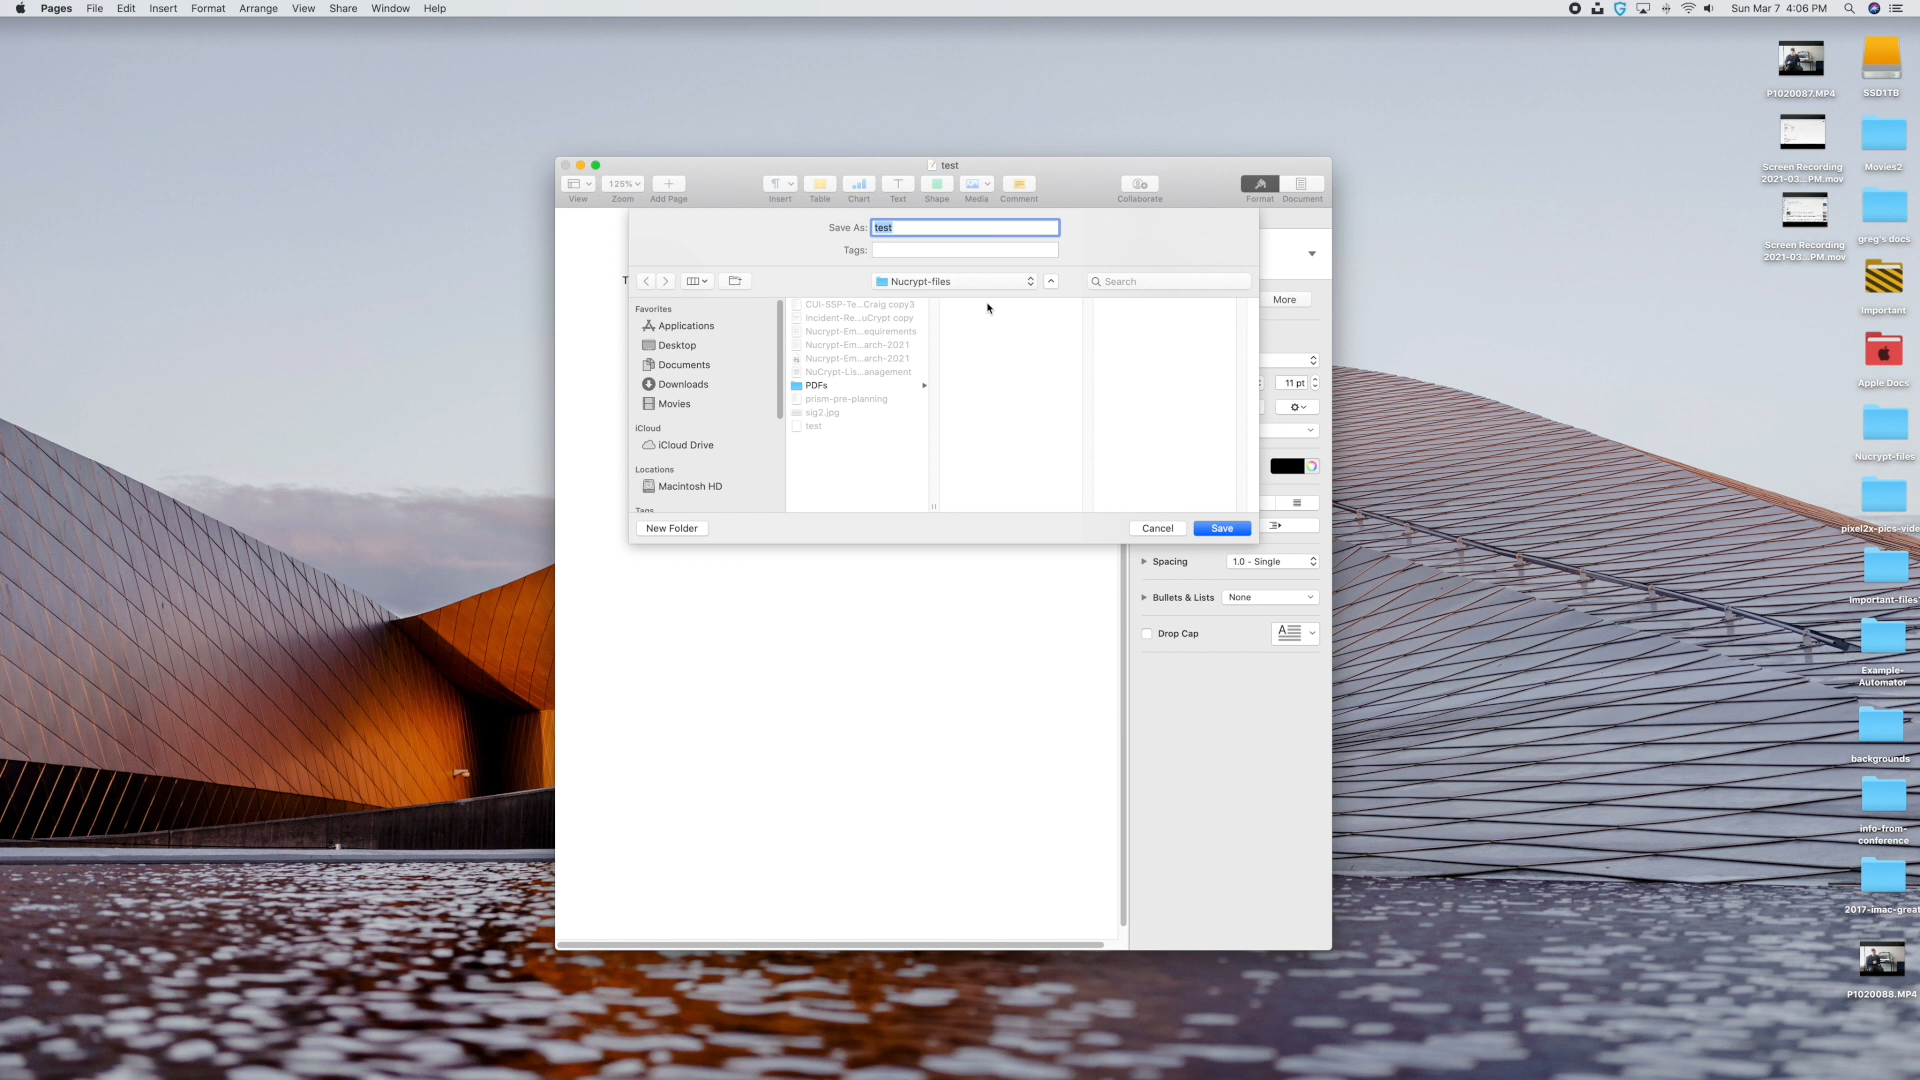 Pages File Edit Insert Format Arrange View Share Window Help
Sun Mar 7 4:06 PM
P1020087.MP4
SSD1TB
Screen Recording
2021-03...PM.mov
Movies2
Screen Recording
2021-03...PM.mov
greg's docs
Important
Apple Docs
Nucrypt-files
pixel2x-pics-vide
Important-files
Example-
Automator
backgrounds
info-from-
conference
2017-imac-great
P1020088.MP4
test
125%
View Zoom Add Page Insert Table Chart Text Shape Media Comment Collaborate Format Document
Save As: test
Tags:
T
Nucrypt-files
Search
Favorites
Applications
Desktop
Documents
Downloads
Movies
iCloud
iCloud Drive
Locations
Macintosh HD
Tags
CUI-SSP-Te...Craig copy3
Incident-Re...uCrypt copy
Nucrypt-Em...equirements
Nucrypt-Em...arch-2021
Nucrypt-Em...arch-2021
NuCrypt-Lis...anagement
PDFs
prism-pre-planning
sig2.jpg
test
New Folder
Cancel
Save
More
11 pt
Spacing 1.0 - Single
Bullets & Lists None
Drop Cap
A